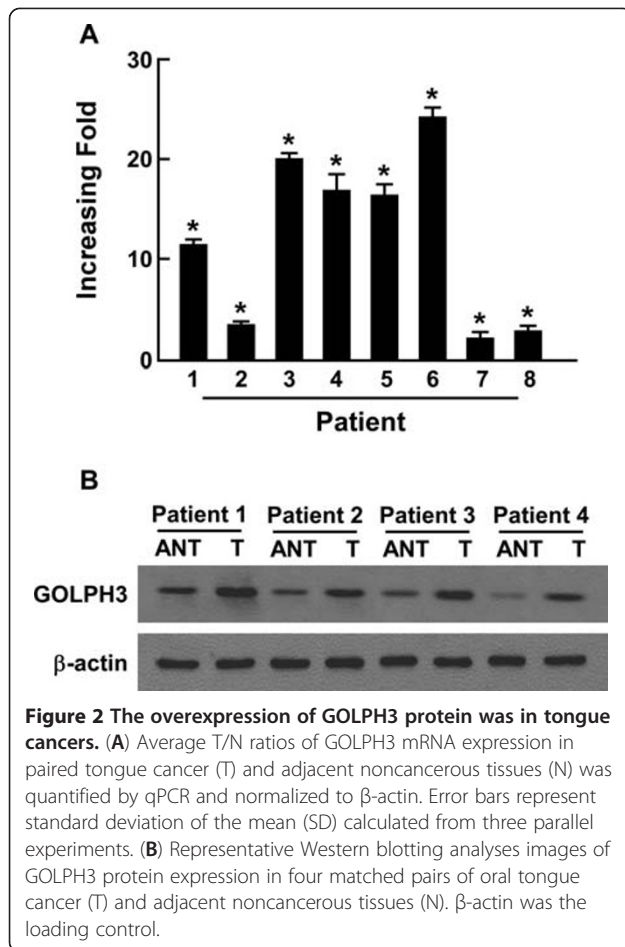 A
Increasing Fold
30
20
10
0
* * * * * * * *
1 2 3 4 5 6 7 8
Patient
B
Patient 1 Patient 2 Patient 3 Patient 4
ANT T ANT T ANT T ANT T
GOLPH3
β-actin
Figure 2 The overexpression of GOLPH3 protein was in tongue
cancers. (A) Average T/N ratios of GOLPH3 mRNA expression in
paired tongue cancer (T) and adjacent noncancerous tissues (N) was
quantified by qPCR and normalized to β-actin. Error bars represent
standard deviation of the mean (SD) calculated from three parallel
experiments. (B) Representative Western blotting analyses images of
GOLPH3 protein expression in four matched pairs of oral tongue
cancer (T) and adjacent noncancerous tissues (N). β-actin was the
loading control.